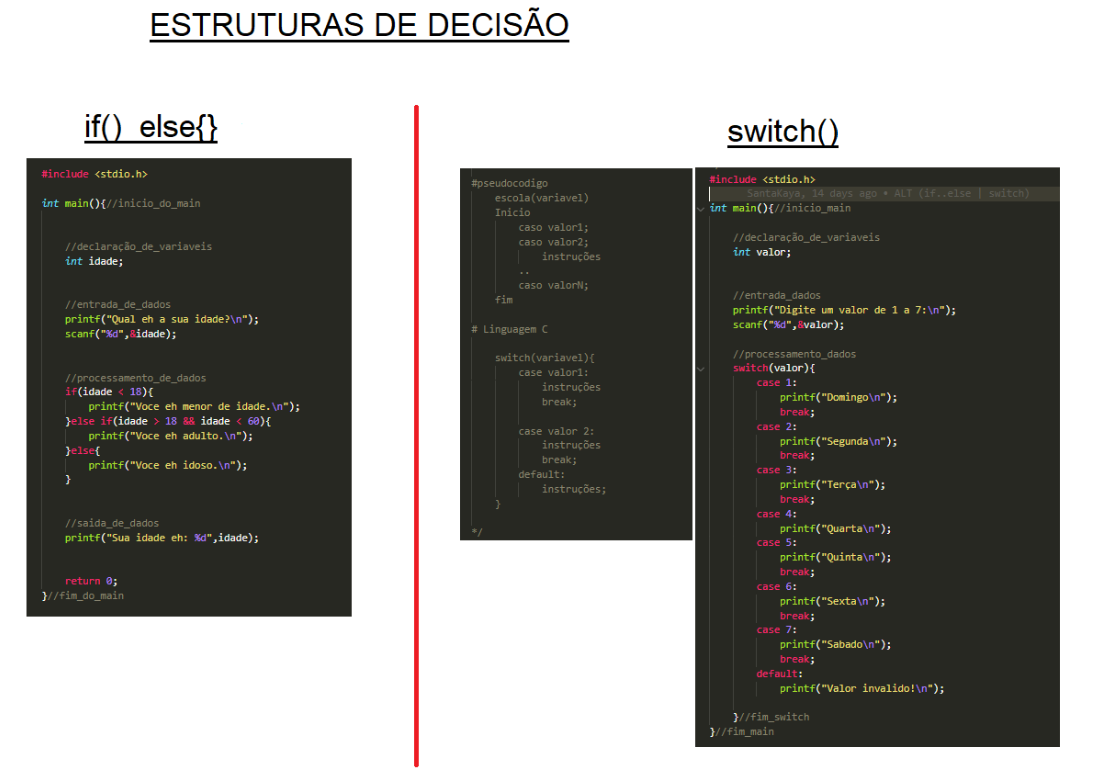 ESTRUTURAS DE DECISÃO
if() else{}
#include <stdio.h>
int main(){//inicio_do_main
//declaração_de_variaveis
int idade;
//entrada_de_dados
printf("Qual eh a sua idade?\n");
scanf("%d",&idade);
//processamento_de_dados
if(idade < 18){
printf("Voce eh menor de idade.\n");
}else if(idade > 18 && idade < 60){
printf("Voce eh adulto.\n");
}else{
printf("Voce eh idoso.\n");
}
//saida_de_dados
printf("Sua idade eh: %d",idade);
return 0;
}//fim_do_main
switch()
#pseudocodigo
escola(variavel)
Inicio
caso valor1;
caso valor2;
instruções
..
caso valorN;
fim
# Linguagem C
switch(variavel){
case valor1:
instruções
break;
case valor 2:
instruções
break;
default:
instruções;
}
*/
#include <stdio.h>
SantaKaya, 14 days ago • ALT (if..else | switch)
int main(){//inicio_main
//declaração_de_variaveis
int valor;
//entrada_dados
printf("Digite um valor de 1 a 7:\n");
scanf("%d",&valor);
//processamento_dados
switch(valor){
case 1:
printf("Domingo\n");
break;
case 2:
printf("Segunda\n");
break;
case 3:
printf("Terça\n");
break;
case 4:
printf("Quarta\n");
case 5:
printf("Quinta\n");
break;
case 6:
printf("Sexta\n");
break;
case 7:
printf("Sabado\n");
break;
default:
printf("Valor invalido!\n");
}//fim_switch
}//fim_main